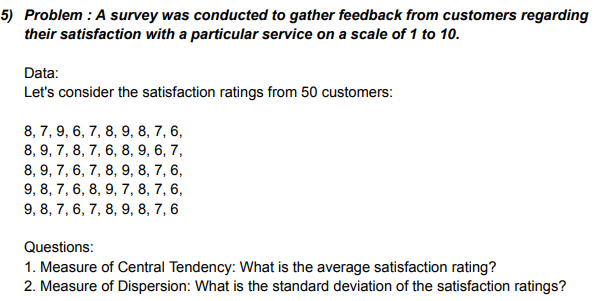 5) Problem : A survey was conducted to gather feedback from customers regarding
their satisfaction with a particular service on a scale of 1 to 10.
Data:
Let's consider the satisfaction ratings from 50 customers:
8, 7, 9, 6, 7, 8, 9, 8, 7, 6,
8, 9, 7, 8, 7, 6, 8, 9, 6, 7,
8, 9, 7, 6, 7, 8, 9, 8, 7, 6,
9, 8, 7, 6, 8, 9, 7, 8, 7, 6,
9, 8, 7, 6, 7, 8, 9, 8, 7, 6
Questions:
1. Measure of Central Tendency: What is the average satisfaction rating?
2. Measure of Dispersion: What is the standard deviation of the satisfaction ratings?